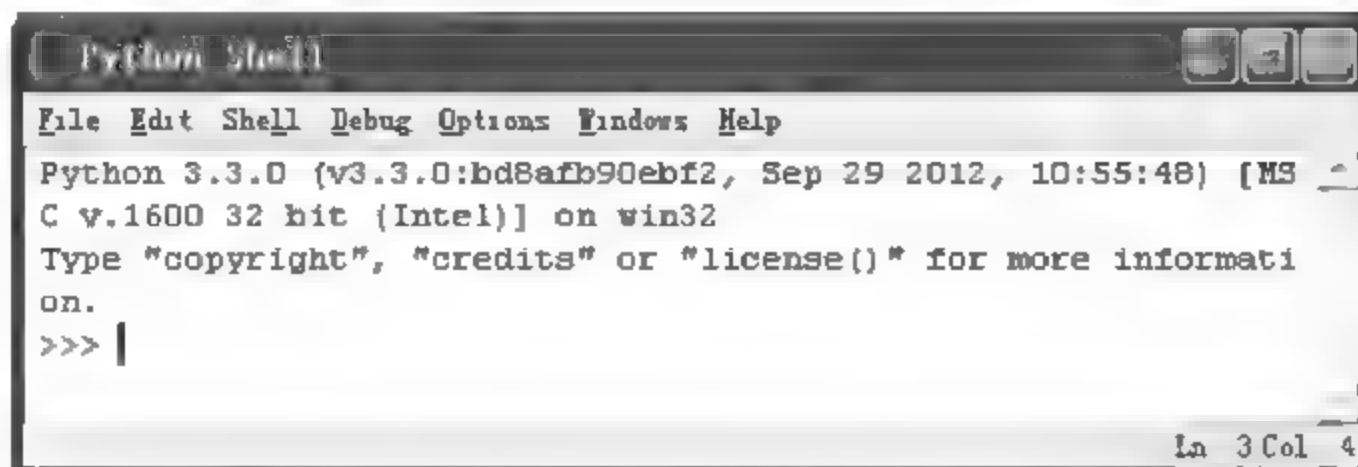 Python Shell
File Edit Shell Debug Options Windows Help
Python 3.3.0 (v3.3.0:bd8afb90ebf2, Sep 29 2012, 10:55:48) [MS
C v.1600 32 bit (Intel)] on win32
Type "copyright", "credits" or "license()" for more informati
on.
>>>
Ln 3 Col 4